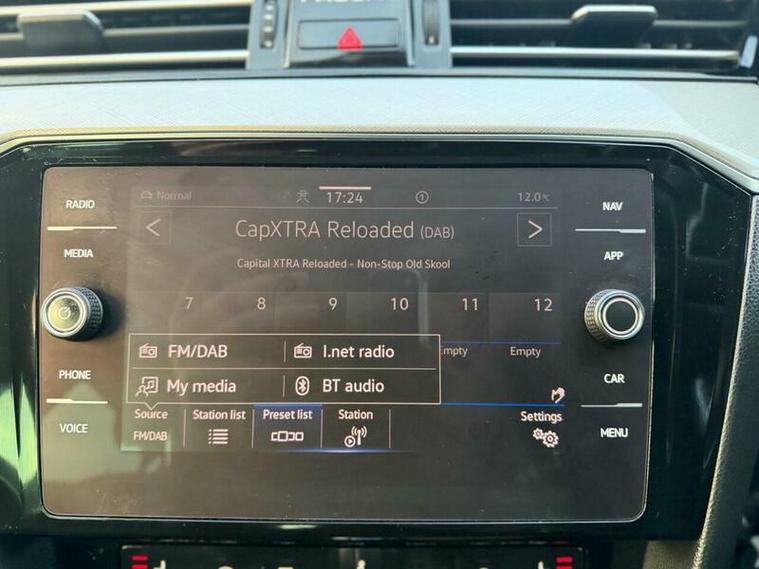 RADIO
MEDIA
PHONE
VOICE
Normal
17:24
1
12.0°C
< CapXTRA Reloaded (DAB) >
Capital XTRA Reloaded - Non-Stop Old Skool
7 8 9 10 11 12
FM/DAB I.net radio
My media BT audio
Empty
Source Station list Preset list Station Settings
FM/DAB
NAV
APP
CAR
MENU